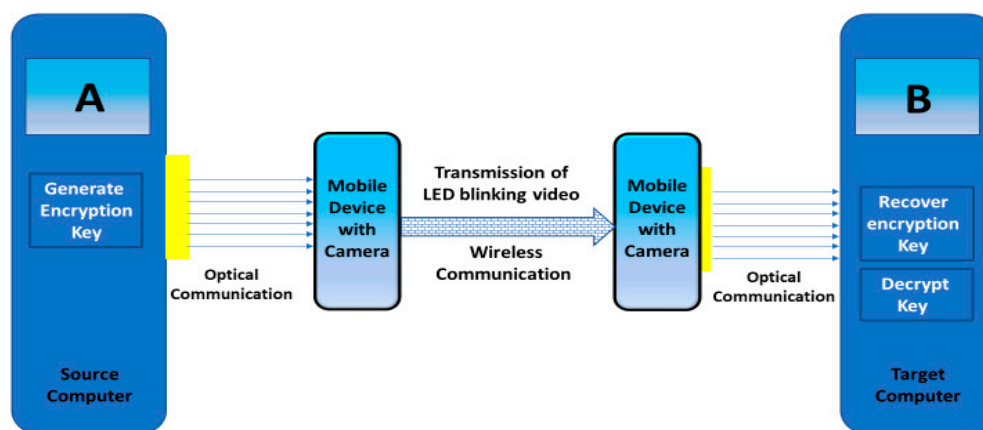 A
Generate
Encryption
Key
Source
Computer
Optical
Communication
Mobile
Device
with
Camera
Transmission of
LED blinking video
Wireless
Communication
Mobile
Device
with
Camera
Optical
Communication
B
Recover
encryption
Key
Decrypt
Key
Target
Computer